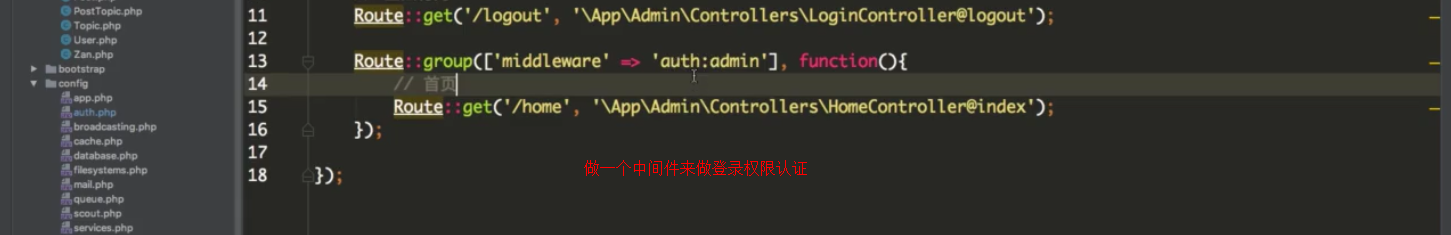 Post.php
PostTopic.php
Topic.php
User.php
Zan.php
bootstrap
config
app.php
auth.php
broadcasting.php
cache.php
database.php
filesystems.php
mail.php
queue.php
scout.php
services.php
11 Route::get('/logout', '\App\Admin\Controllers\LoginController@logout');
12
13 Route::group(['middleware' => 'auth:admin'], function(){
14 // 首页
15 Route::get('/home', '\App\Admin\Controllers\HomeController@index');
16 });
17
18 });
做一个中间件来做登录权限认证